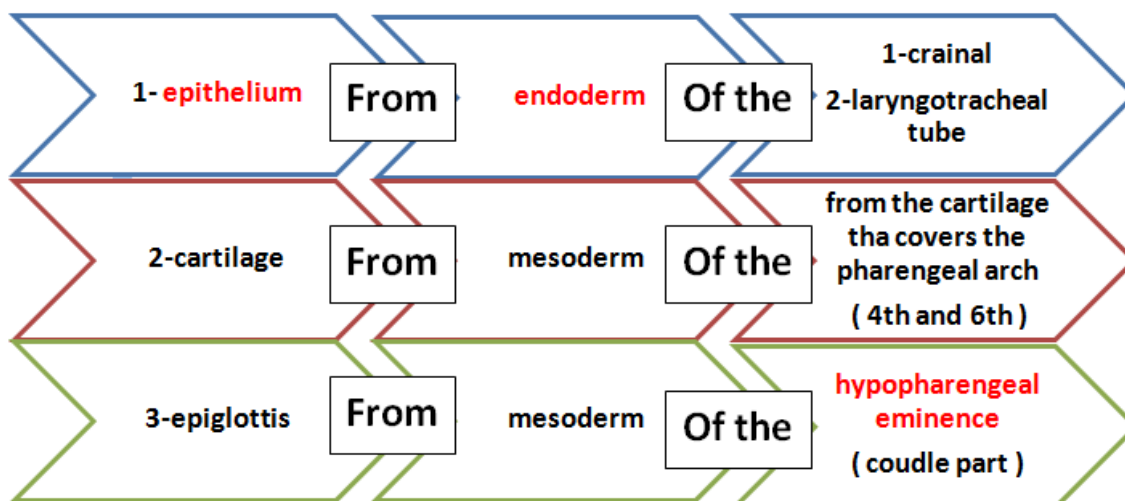 1- epithelium From endoderm Of the 1-crainal
2-laryngotracheal
tube
2-cartilage From mesoderm Of the from the cartilage
tha covers the
pharengeal arch
( 4th and 6th )
3-epiglottis From mesoderm Of the hypopharengeal
eminence
( coudle part )